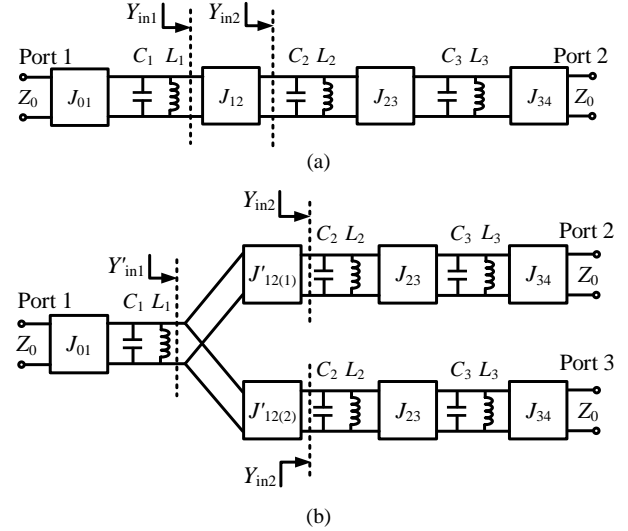 Y_in1 Y_in2
Port 1 C_1 L_1 C_2 L_2 C_3 L_3 Port 2
Z_0 J_01 J_12 J_23 J_34 Z_0
(a)
Y_in2
C_2 L_2 C_3 L_3 Port 2
Y'_in1
J'_12(1) J_23 J_34 Z_0
Port 1 C_1 L_1
Z_0 J_01
C_2 L_2 C_3 L_3 Port 3
J'_12(2) J_23 J_34 Z_0
Y_in2
(b)